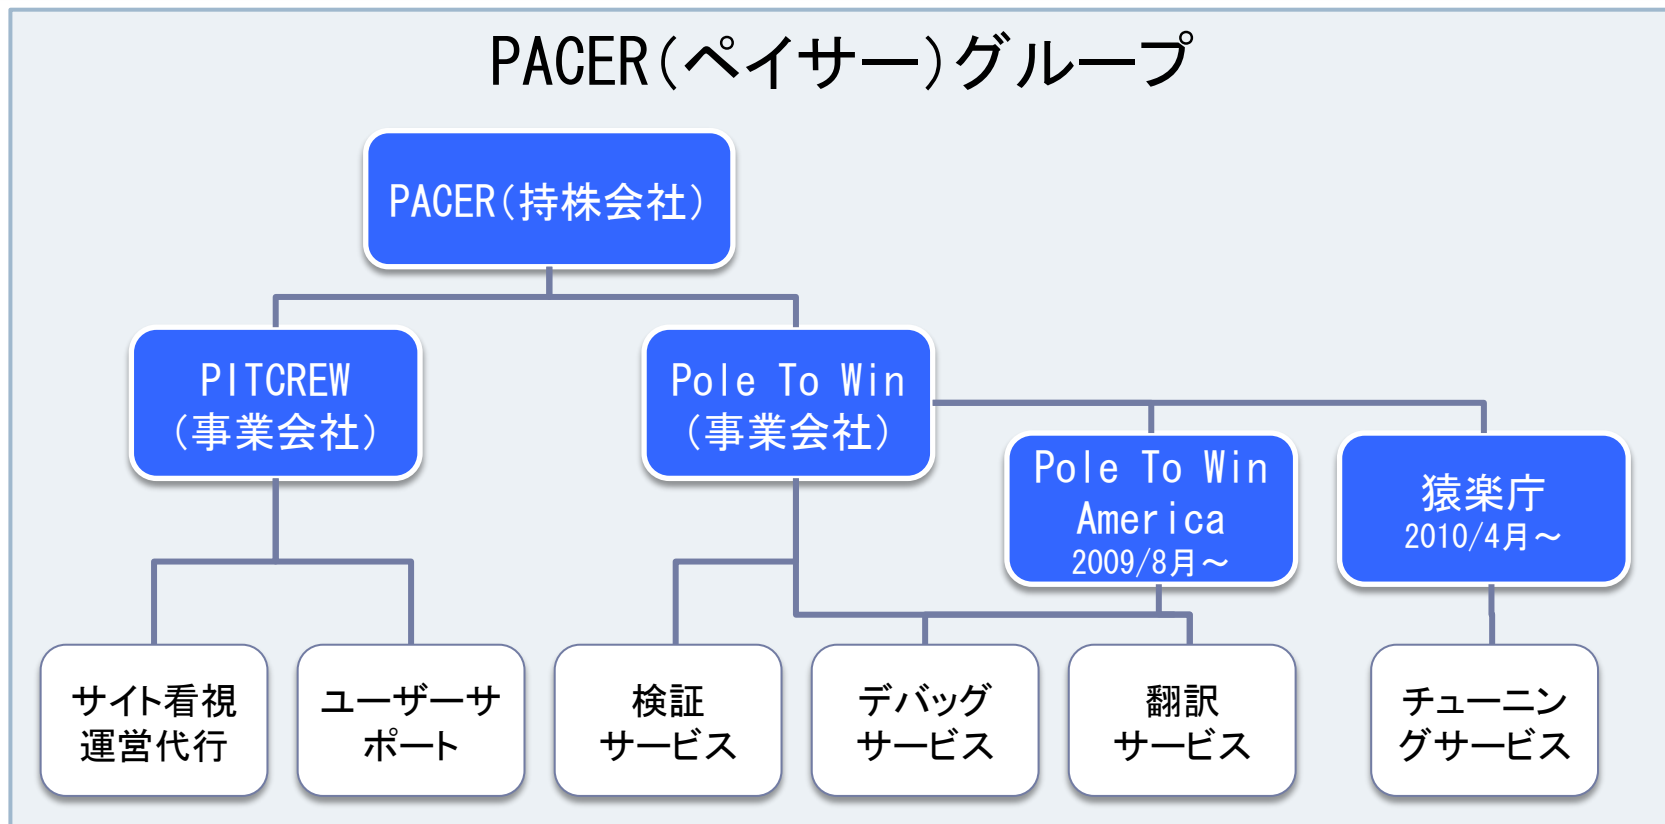 PACER(ペイサー)グループ
PACER(持株会社)
PITCREW
(事業会社)
Pole To Win
(事業会社)
Pole To Win
America
2009/8月～
猿楽庁
2010/4月～
サイト看視
運営代行
ユーザーサ
ポート
検証
サービス
デバッグ
サービス
翻訳
サービス
チューニン
グサービス